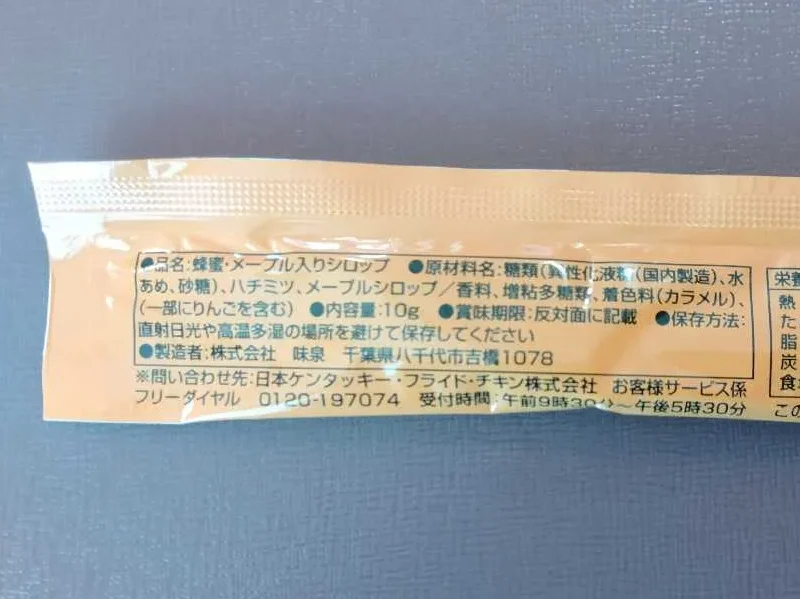 ●品名:蜂蜜・メープル入りシロップ ●原材料名:糖類(異性化液糖(国内製造)、水
あめ、砂糖)、ハチミツ、メープルシロップ/香料、増粘多糖類、着色料(カラメル)、
(一部にりんごを含む) ●内容量:10g ●賞味期限:反対面に記載 ●保存方法:
直射日光や高温多湿の場所を避けて保存してください
●製造者:株式会社 味泉 千葉県八千代市吉橋1078
※問い合わせ先:日本ケンタッキー・フライド・チキン株式会社 お客様サービス係
フリーダイヤル 0120-197074 受付時間:午前9時30分〜午後5時30分
栄養
熱
た
脂
炭
食
この